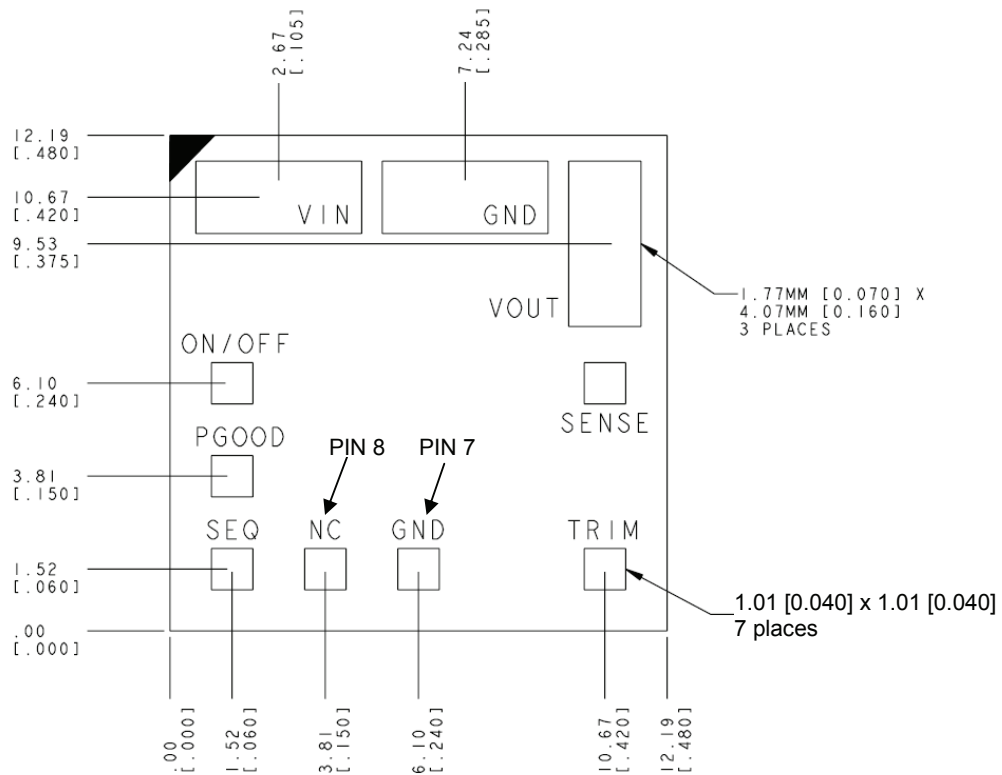 2.67
[.105]
7.24
[.285]
12.19
[.480]
10.67
[.420]
VIN
GND
9.53
[.375]
1.77MM [0.070] X
4.07MM [0.160]
3 PLACES
VOUT
ON/OFF
6.10
[.240]
SENSE
PGOOD
PIN 8
PIN 7
3.81
[.150]
SEQ
NC
GND
TRIM
1.52
[.060]
1.01 [0.040] x 1.01 [0.040]
7 places
.00
[.000]
.00
[.000]
1.52
[.060]
3.81
[.150]
6.10
[.240]
10.67
[.420]
12.19
[.480]